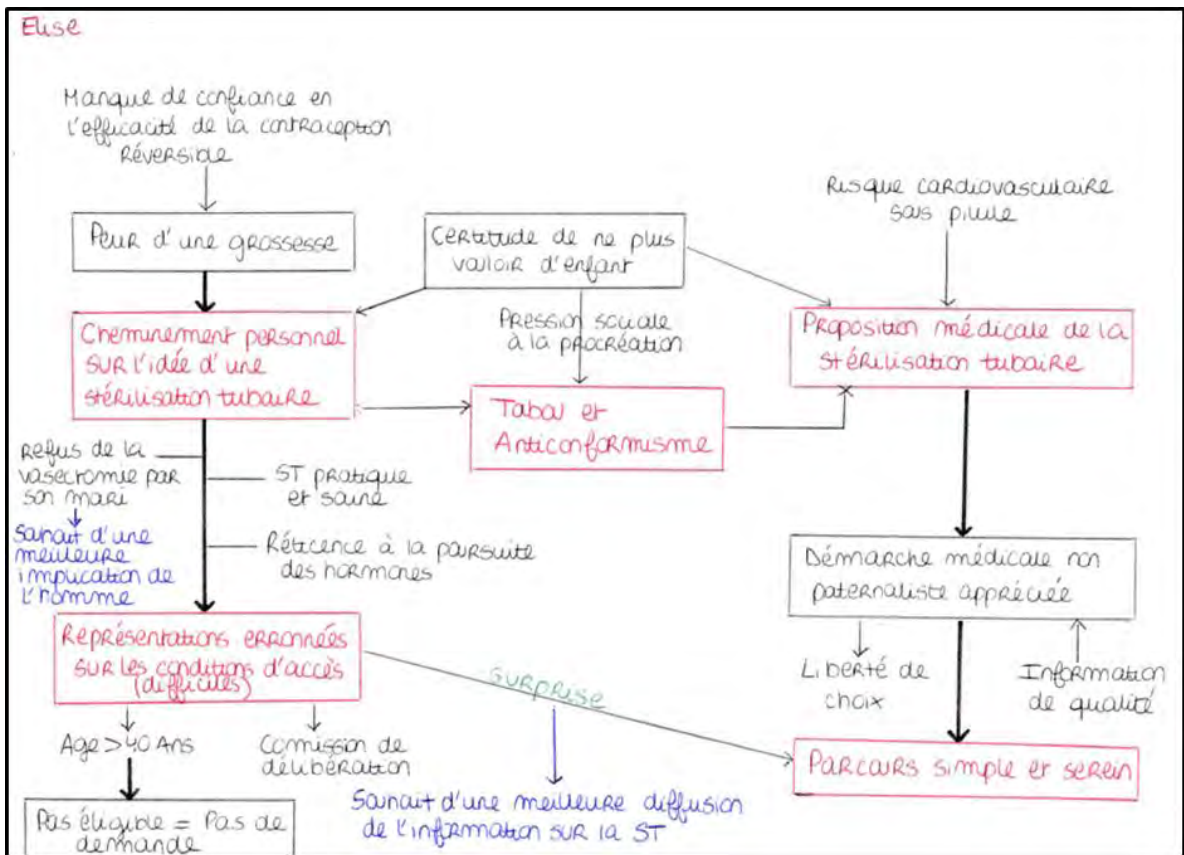 Elise
Manque de confiance en
l'efficacité de la contraception
réversible
Risque cardiovasculaire
sous pilule
Peur d'une grossesse
Certitude de ne plus
vouloir d'enfant
Cheminement personnel
sur l'idée d'une
stérilisation tubaire
Pression sociale
à la procréation
Proposition médicale de la
stérilisation tubaire
Tabou et
Anticonformisme
Refus de la
vasectomie par
son mari
ST pratique
et saine
Souhait d'une
meilleure
implication de
l'homme
Réticence à la poursuite
des hormones
Démarche médicale non
paternaliste appréciée
Représentations erronnées
sur les conditions d'accès
(difficiles)
Surprise
Liberté de
choix
Information
de qualité
Age > 40 Ans
Comission de
délibération
Parcours simple et serein
Souhait d'une meilleure diffusion
de l'information sur la ST
Pas éligible = Pas de
demande